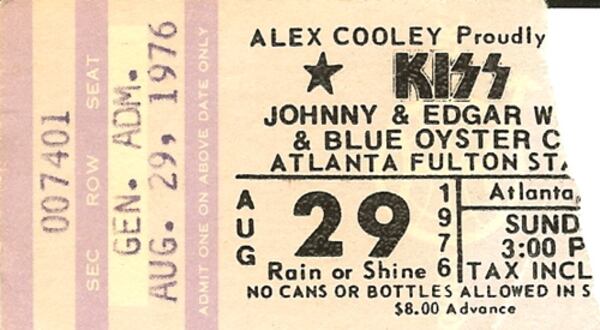 007401
SEC ROW SEAT
GEN. ADM.
AUG. 29, 1976
ADMIT ONE ON ABOVE DATE ONLY
ALEX COOLEY Proudly
★ KISS
JOHNNY & EDGAR W
& BLUE OYSTER C
ATLANTA FULTON STA
AUG 29 1976
Rain or Shine
Atlanta,
SUND
3:00 P
TAX INCL
NO CANS OR BOTTLES ALLOWED IN S
$8.00 Advance